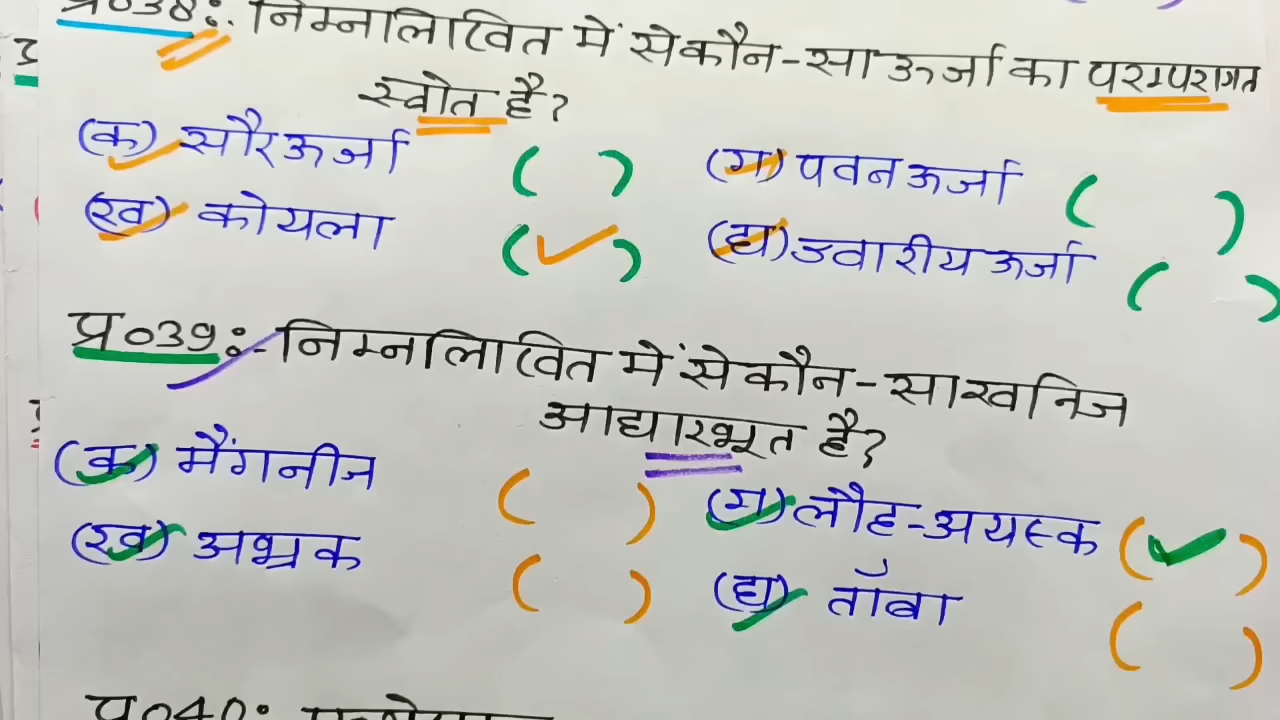 प्र०38:. निम्नलिखित में से कौन-सा ऊर्जा का परम्परागत
स्त्रोत है?
(क) सौर ऊर्जा ( ) (ग) पवन ऊर्जा ( )
(ख) कोयला (✓) (घ) ज्वारीय ऊर्जा ( )
प्र०39:- निम्नलिखित में से कौन-सा खनिज
आधारभूत है?
(क) मैंगनीज ( ) (ग) लौह-अयस्क (✓)
(ख) अभ्रक ( ) (घ) ताँबा ( )
प्र०40: